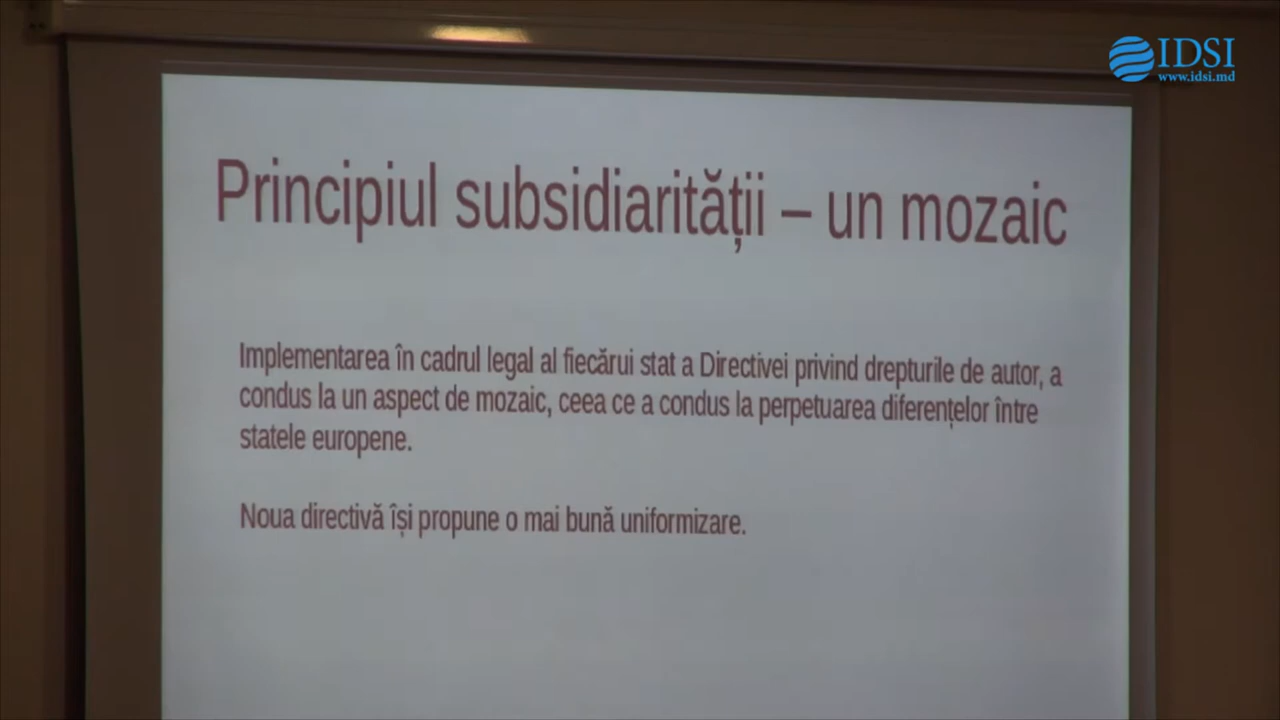 IDSI
www.idsi.md
Principiul subsidiarității – un mozaic
Implementarea în cadrul legal al fiecărui stat a Directivei privind drepturile de autor, a
condus la un aspect de mozaic, ceea ce a condus la perpetuarea diferențelor între
statele europene.
Noua directivă își propune o mai bună uniformizare.